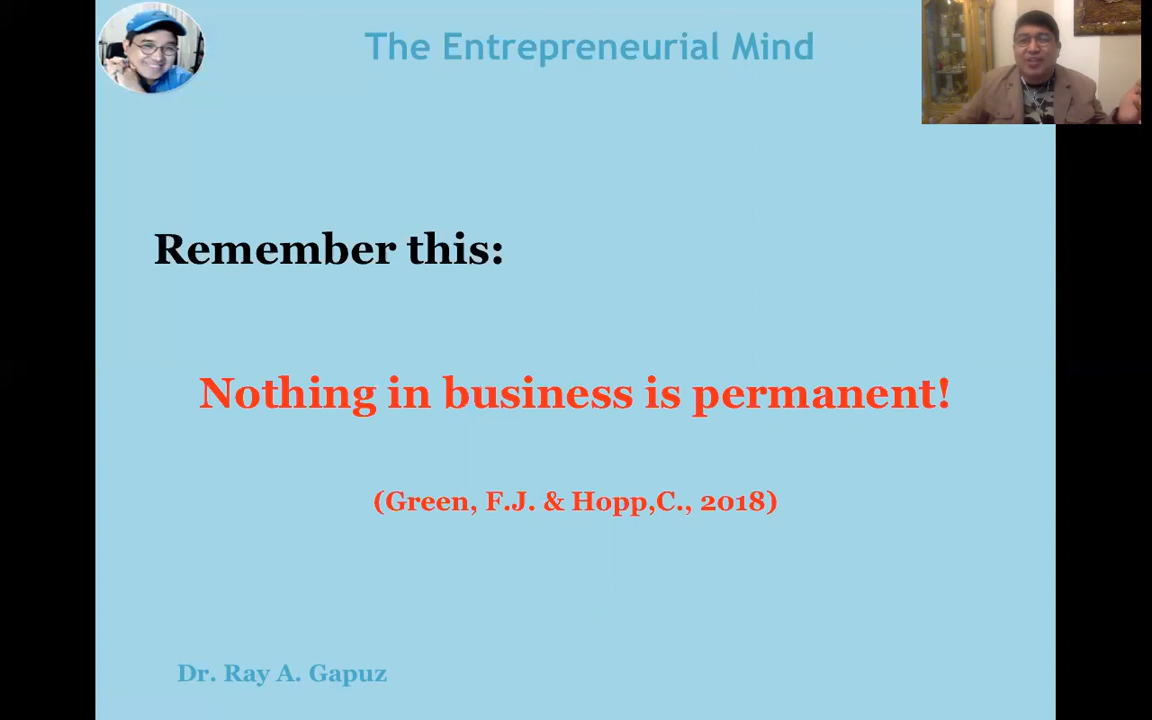 The Entrepreneurial Mind
Remember this:
Nothing in business is permanent!
(Green, F.J. & Hopp,C., 2018)
Dr. Ray A. Gapuz